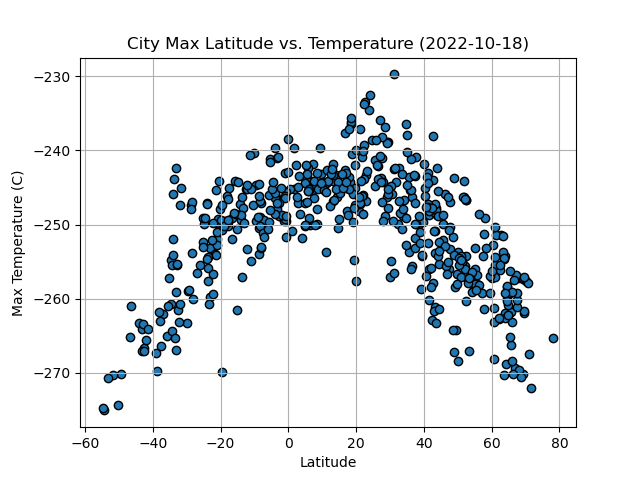 City Max Latitude vs. Temperature (2022-10-18)
−230
−240
−250
−260
−270
Max Temperature (C)
−60 −40 −20 0 20 40 60 80
Latitude